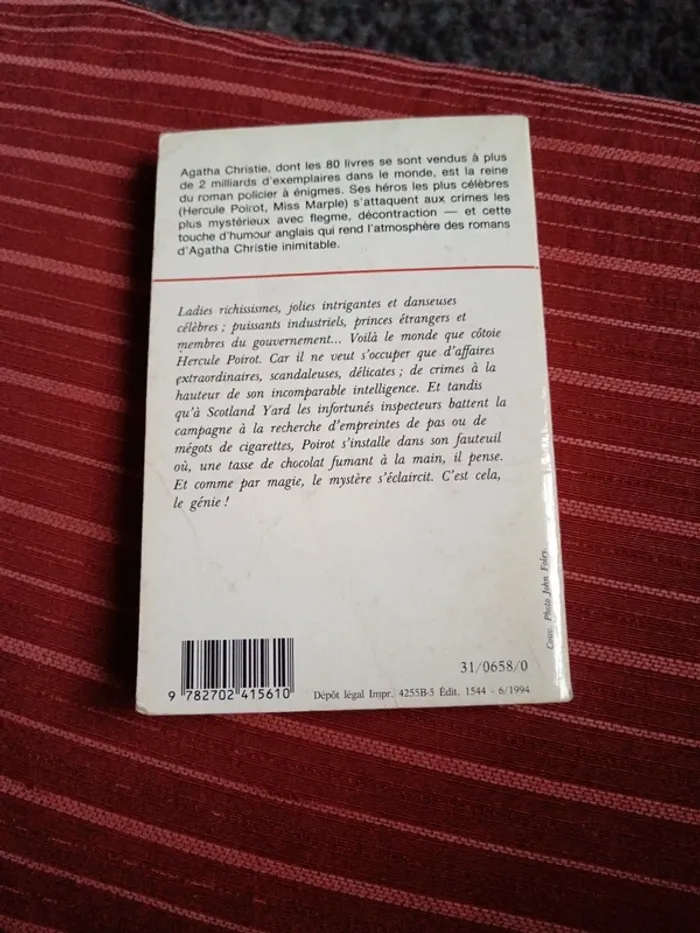 Agatha Christie, dont les 80 livres se sont vendus à plus
de 2 milliards d'exemplaires dans le monde, est la reine
du roman policier à énigmes. Ses héros les plus célèbres
(Hercule Poirot, Miss Marple) s'attaquent aux crimes les
plus mystérieux avec flegme, décontraction — et cette
touche d'humour anglais qui rend l'atmosphère des romans
d'Agatha Christie inimitable.
Ladies richissismes, jolies intrigantes et danseuses
célèbres ; puissants industriels, princes étrangers et
membres du gouvernement... Voilà le monde que côtoie
Hercule Poirot. Car il ne veut s'occuper que d'affaires
extraordinaires, scandaleuses, délicates ; de crimes à la
hauteur de son incomparable intelligence. Et tandis
qu'à Scotland Yard les infortunés inspecteurs battent la
campagne à la recherche d'empreintes de pas ou de
mégots de cigarettes, Poirot s'installe dans son fauteuil
où, une tasse de chocolat fumant à la main, il pense.
Et comme par magie, le mystère s'éclaircit. C'est cela,
le génie !
Couv. Photo John Foley
31/0658/0
9 782702 415610
Dépôt légal Impr. 4255B-5 Édit. 1544 - 6/1994